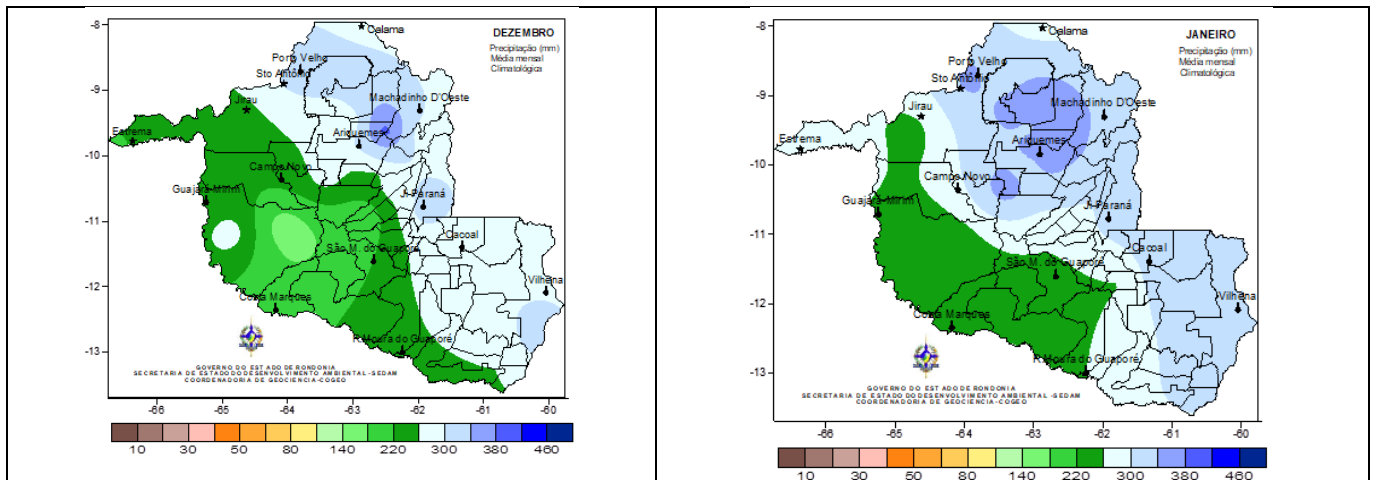 -8
-9
-10
-11
-12
-13
DEZEMBRO
Precipitação (mm)
Média mensal
Climatológica
Calama
Porto Velho
Sto Antônio
Jirau
Machadinho D'Oeste
Extrema
Ariquemes
Campo Novo
Guajará-Mirim
Ji-Paraná
Cacoal
São M. do Guaporé
Vilhena
Costa Marques
R.Moura do Guaporé
GOVERNO DO ESTADO DE RONDONIA
SECRETARIA DE ESTADO DO DESENVOLVIMENTO AMBIENTAL -SEDAM
COORDENADORIA DE GEOCIENCIA-COGEO
-66 -65 -64 -63 -62 -61 -60
10 30 50 80 140 220 300 380 460
-8
-9
-10
-11
-12
-13
JANEIRO
Precipitação (mm)
Média mensal
Climatológica
Calama
Porto Velho
Sto Antônio
Jirau
Machadinho D'Oeste
Extrema
Ariquemes
Campo Novo
Guajará-Mirim
Ji-Paraná
Cacoal
São M. do Guaporé
Vilhena
Costa Marques
R.Moura do Guaporé
GOVERNO DO ESTADO DE RONDONIA
SECRETARIA DE ESTADO DO DESENVOLVIMENTO AMBIENTAL -SEDAM
COORDENADORIA DE GEOCIENCIA-COGEO
-66 -65 -64 -63 -62 -61 -60
10 30 50 80 140 220 300 380 460